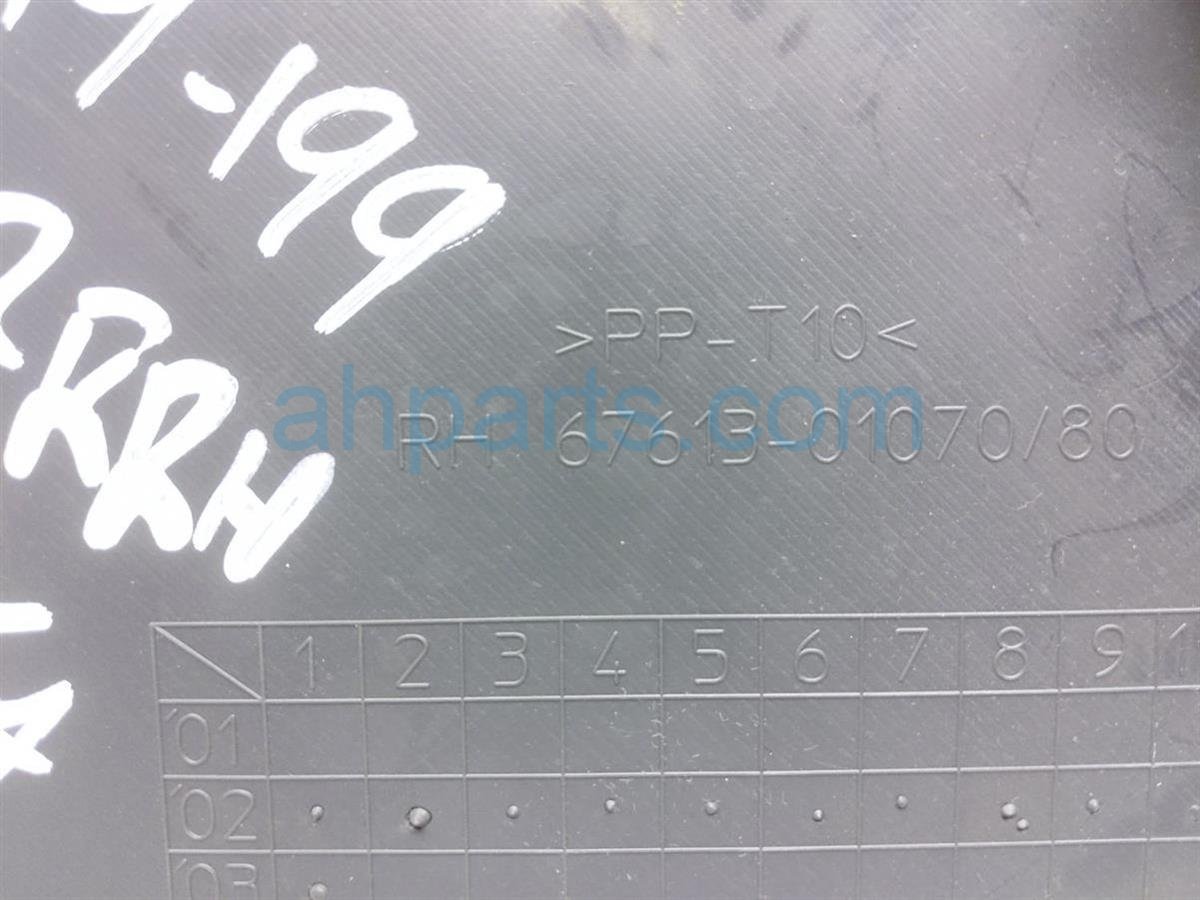 -199
RRRH
>PP-T10<
RH 67613-01070/80
ahparts.com
1 2 3 4 5 6 7 8 9
'01
'02
'03